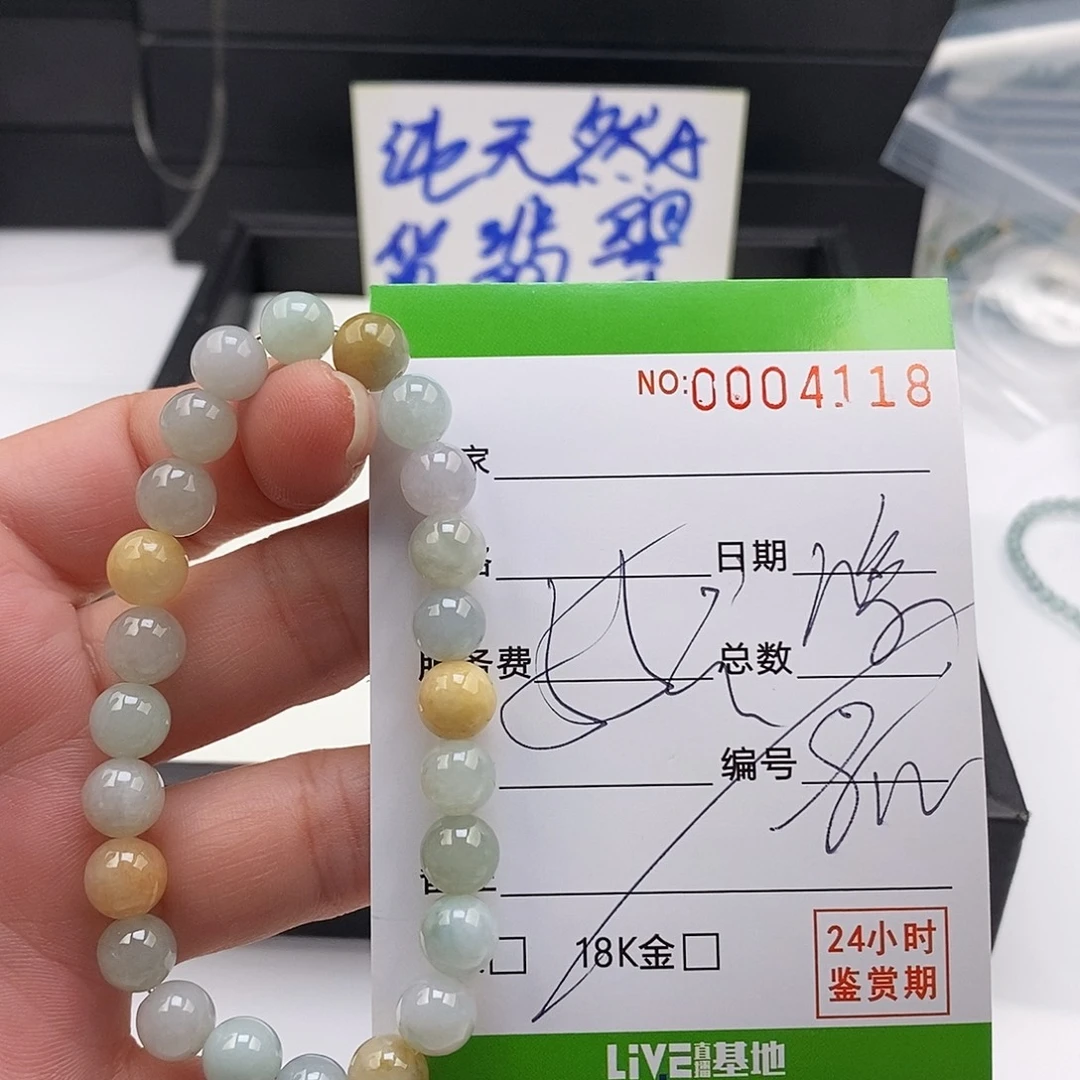 纯天然A
货翡翠
NO:0004118
家
日期
服务费 总数
编号
18K金
24小时
鉴赏期
LiVE直播基地